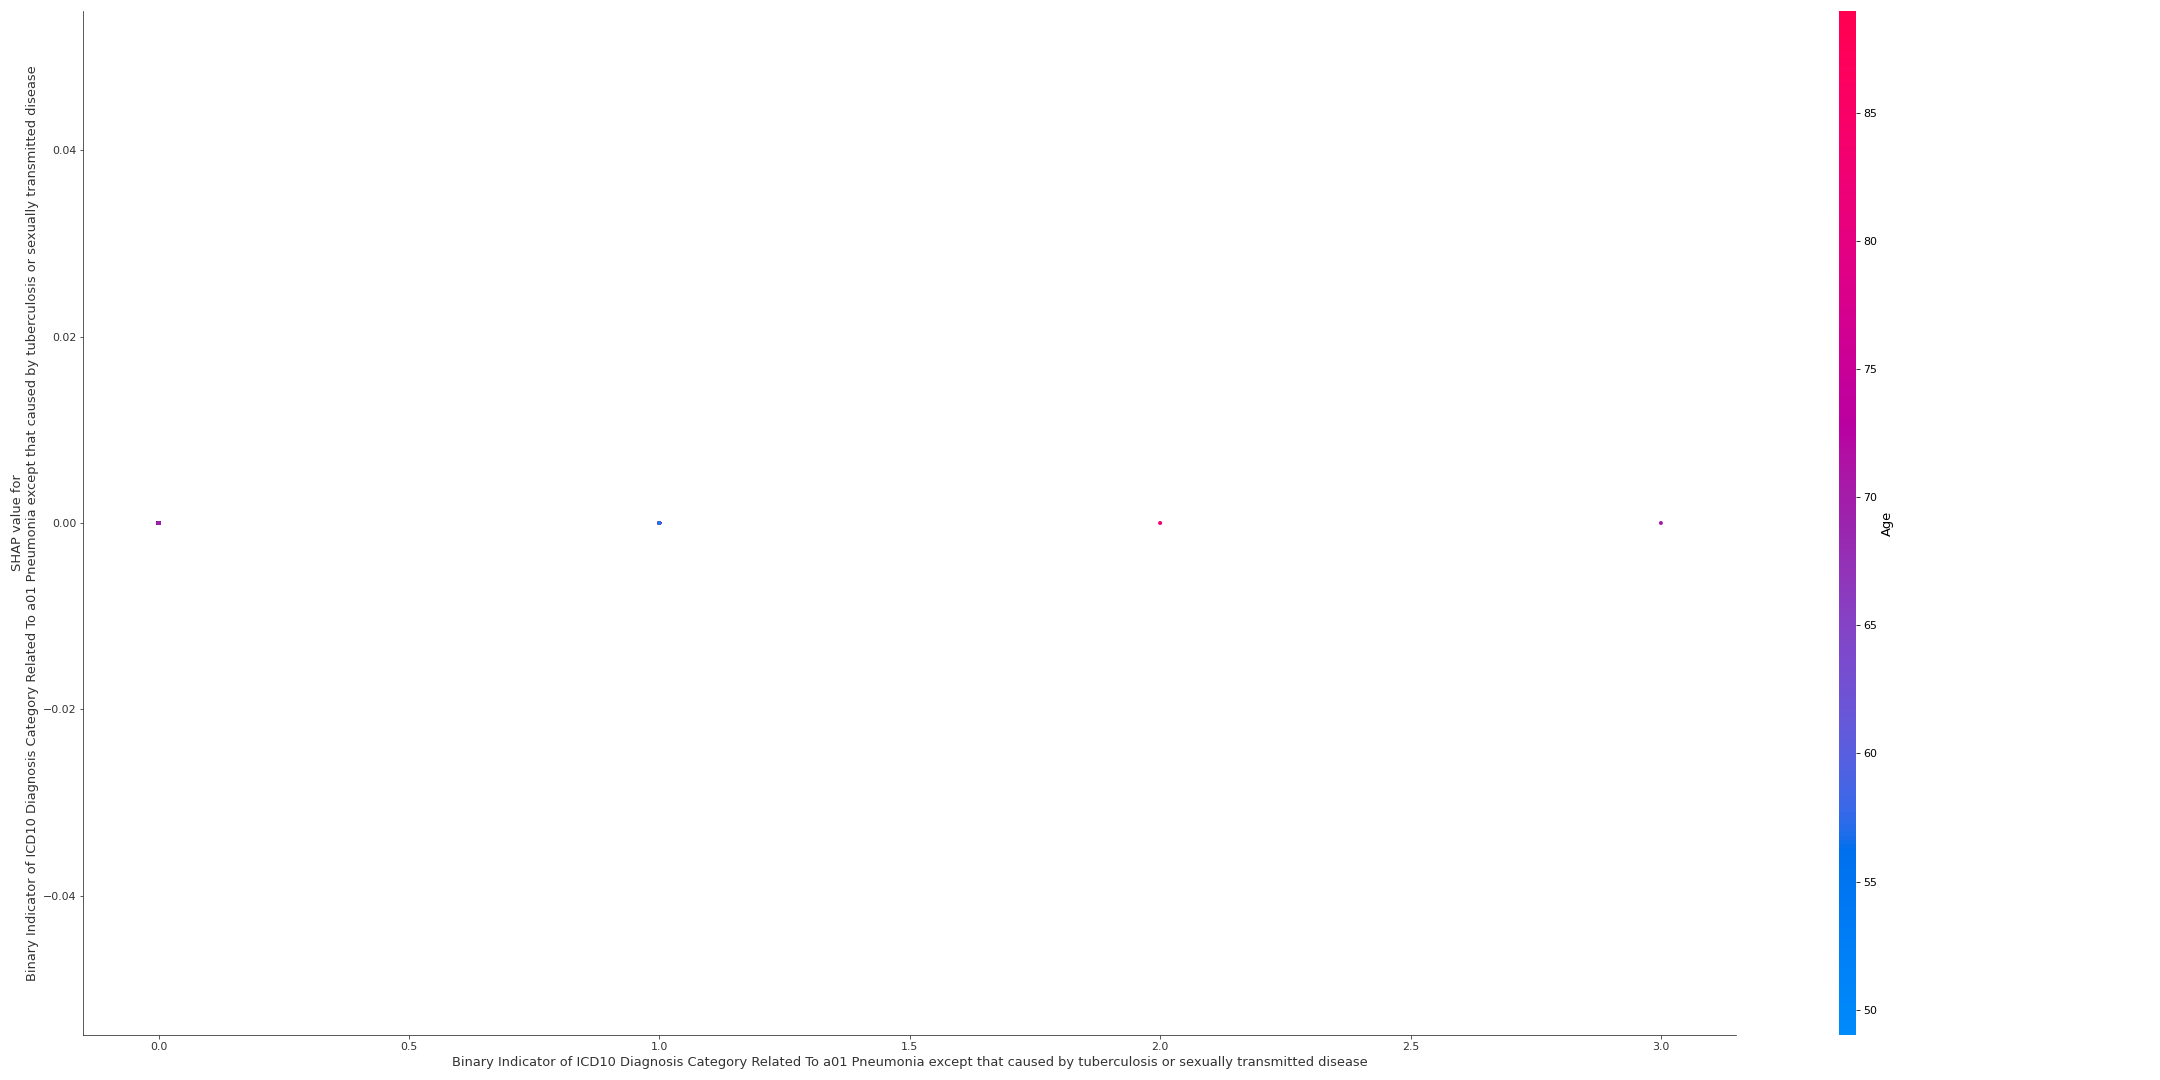 SHAP value for
Binary Indicator of ICD10 Diagnosis Category Related To a01 Pneumonia except that caused by tuberculosis or sexually transmitted disease
0.04
0.02
0.00
−0.02
−0.04
0.0 0.5 1.0 1.5 2.0 2.5 3.0
Binary Indicator of ICD10 Diagnosis Category Related To a01 Pneumonia except that caused by tuberculosis or sexually transmitted disease
85
80
75
70
65
60
55
50
Age